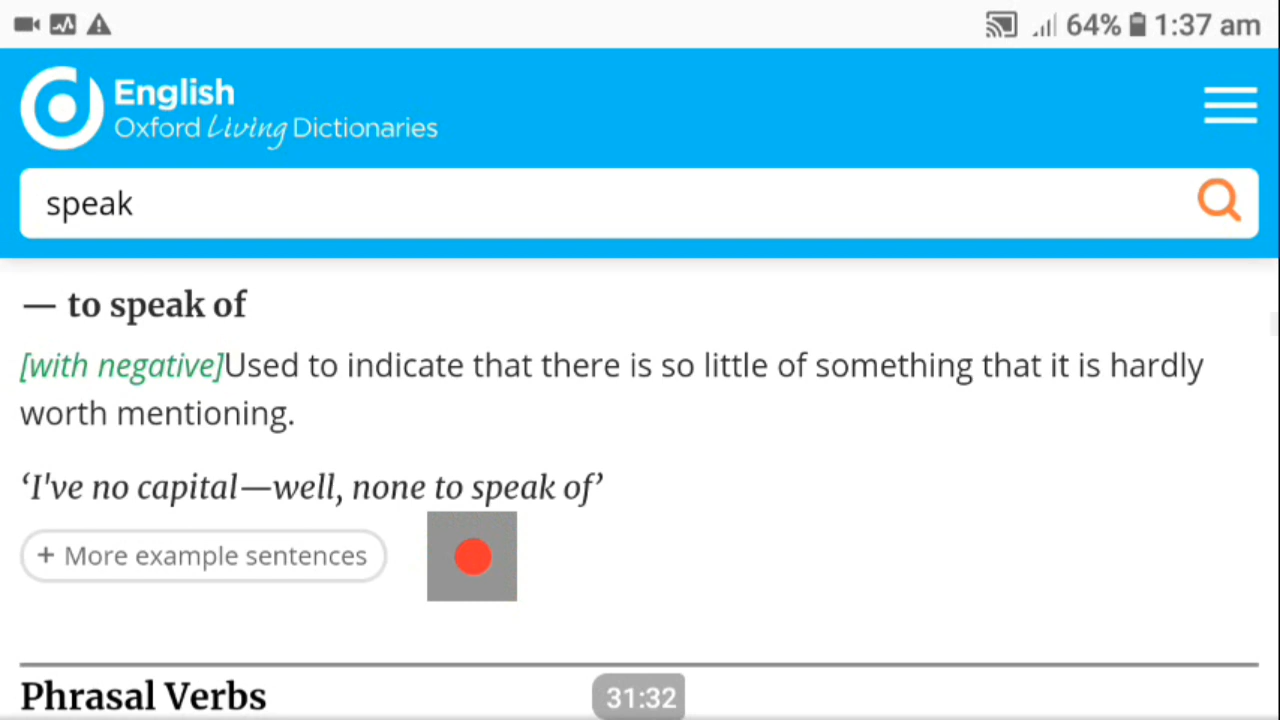 64% 1:37 am
English
Oxford Living Dictionaries
speak
— to speak of
[with negative]Used to indicate that there is so little of something that it is hardly
worth mentioning.
‘I've no capital—well, none to speak of’
+ More example sentences
Phrasal Verbs
31:32